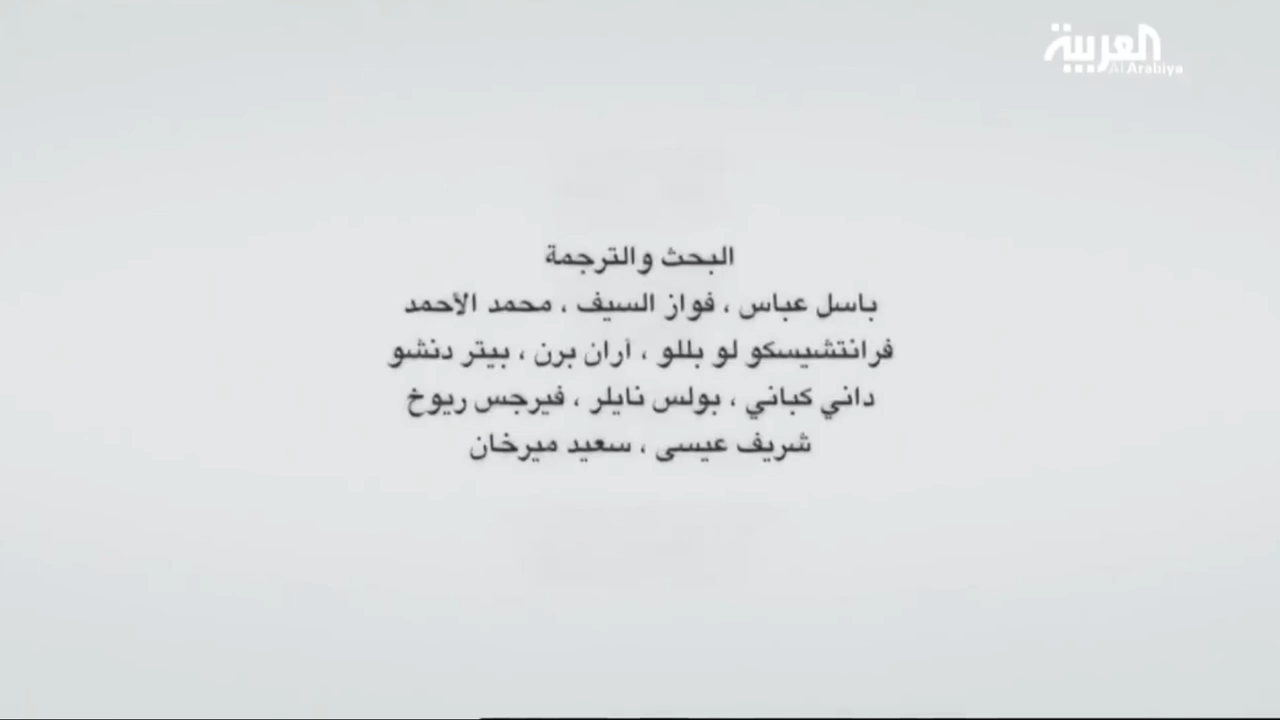 العربية
Al Arabiya
البحث والترجمة
باسل عباس ، فواز السيف ، محمد الأحمد
فرانتشيسكو لو بللو ، آران برن ، بيتر دنشو
داني كباني ، بولس نايلر ، فيرجس ريوخ
شريف عيسى ، سعيد ميرخان